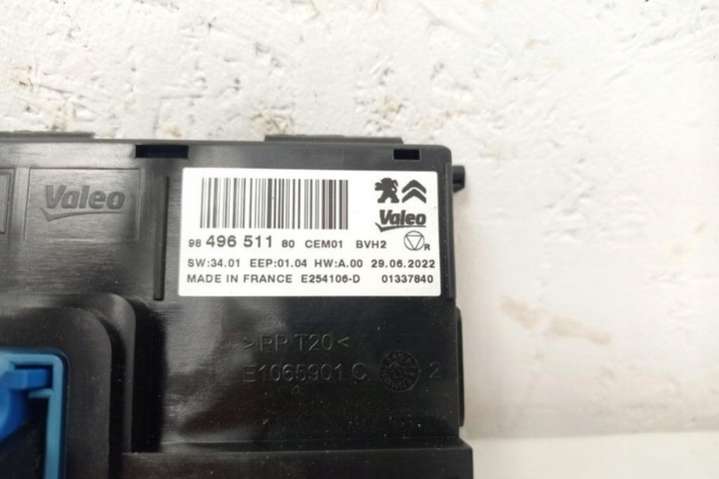 Valeo
Valeo
98 496 511 80 CEM01 BVH2 R
SW:34.01 EEP:01.04 HW:A.00 29.06.2022
MADE IN FRANCE E254106-D 01337840
>PP T20<
E1065901 C 2